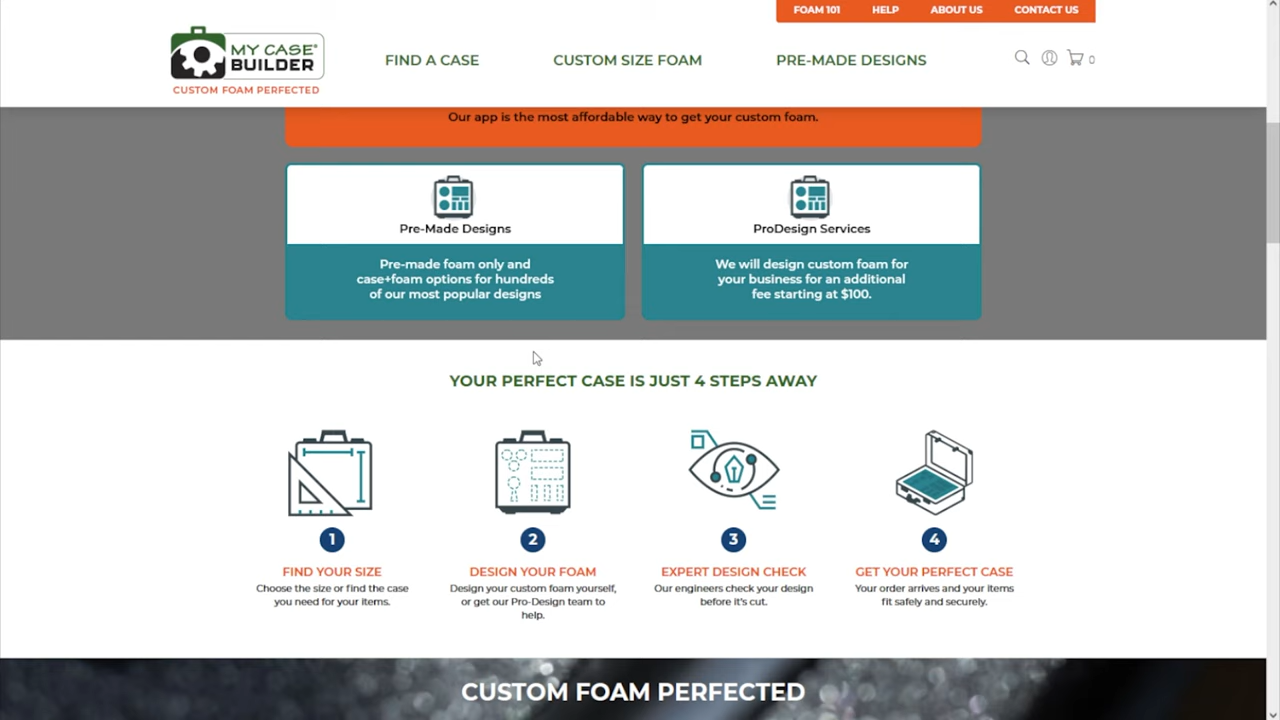 FOAM 101 HELP ABOUT US CONTACT US
MY CASE®
BUILDER
CUSTOM FOAM PERFECTED
FIND A CASE CUSTOM SIZE FOAM PRE-MADE DESIGNS
0
Our app is the most affordable way to get your custom foam.
Pre-Made Designs
Pre-made foam only and
case+foam options for hundreds
of our most popular designs
ProDesign Services
We will design custom foam for
your business for an additional
fee starting at $100.
YOUR PERFECT CASE IS JUST 4 STEPS AWAY
1
FIND YOUR SIZE
Choose the size or find the case
you need for your items.
2
DESIGN YOUR FOAM
Design your custom foam yourself,
or get our Pro-Design team to
help.
3
EXPERT DESIGN CHECK
Our engineers check your design
before it's cut.
4
GET YOUR PERFECT CASE
Your order arrives and your items
fit safely and securely.
CUSTOM FOAM PERFECTED